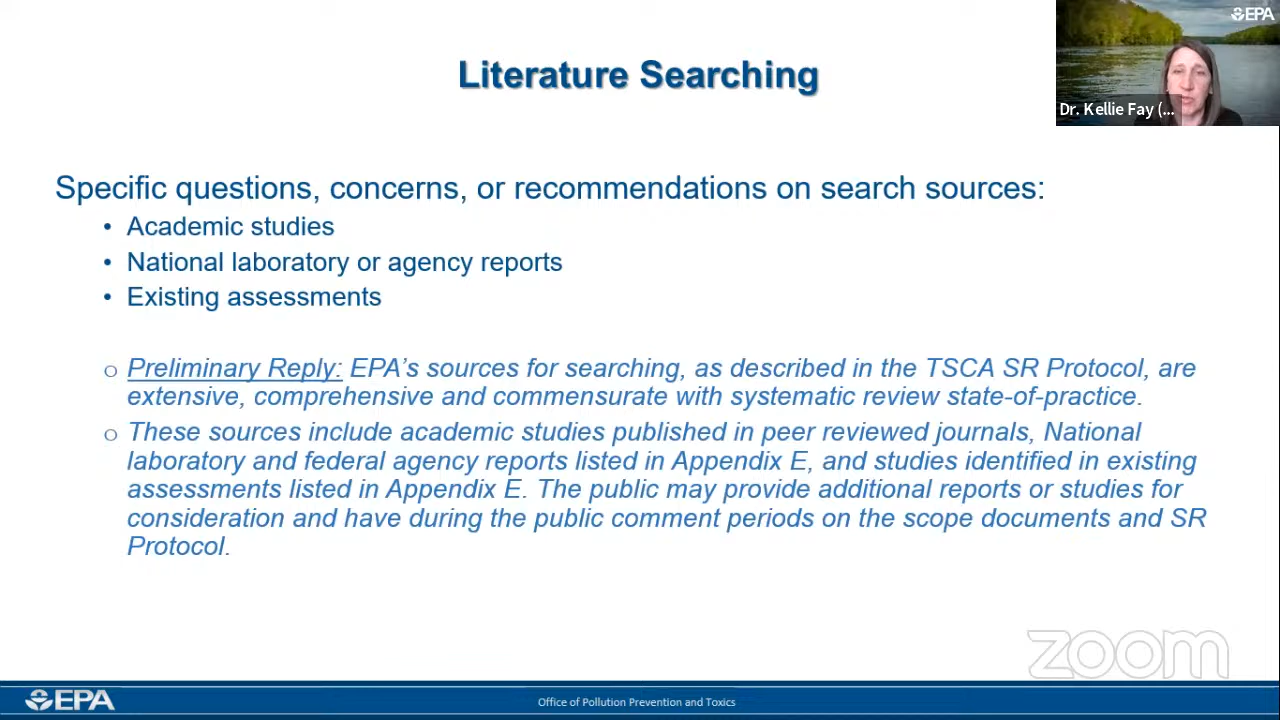 EPA
Literature Searching
Dr. Kellie Fay (...
Specific questions, concerns, or recommendations on search sources:
• Academic studies
• National laboratory or agency reports
• Existing assessments
o Preliminary Reply: EPA's sources for searching, as described in the TSCA SR Protocol, are
extensive, comprehensive and commensurate with systematic review state-of-practice.
o These sources include academic studies published in peer reviewed journals, National
laboratory and federal agency reports listed in Appendix E, and studies identified in existing
assessments listed in Appendix E. The public may provide additional reports or studies for
consideration and have during the public comment periods on the scope documents and SR
Protocol.
zoom
EPA
Office of Pollution Prevention and Toxics